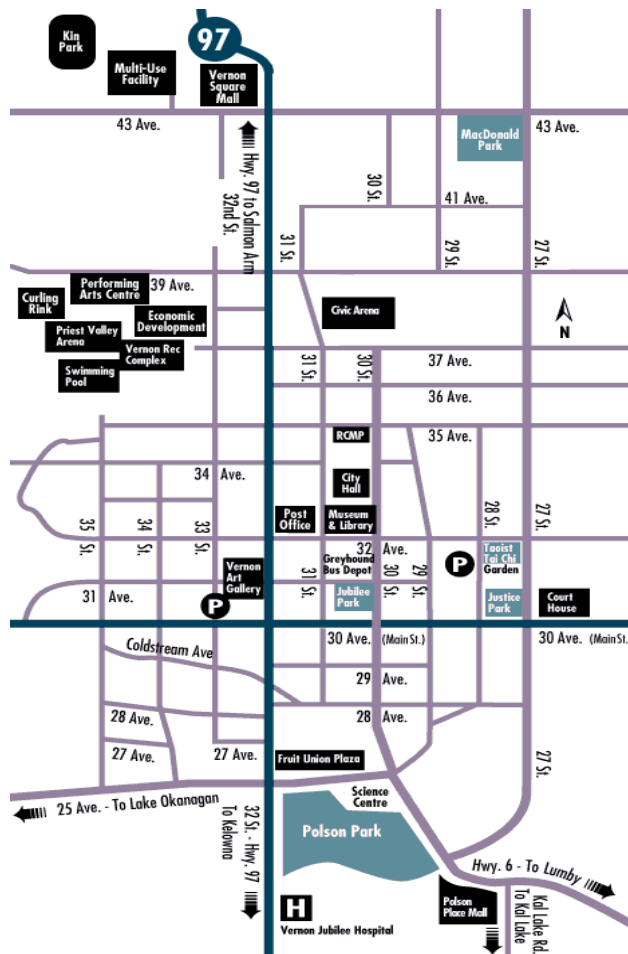 Kin
Park
97
Multi-Use
Facility
Vernon
Square
Mall
43 Ave.
MacDonald
Park
43 Ave.
Hwy. 97 to Salmon Arm
32nd St.
30 St.
41 Ave.
31 St.
29 St.
27 St.
Performing
Arts Centre
39 Ave.
Curling
Rink
Economic
Development
Priest Valley
Arena
Vernon Rec
Complex
Swimming
Pool
Civic Arena
N
31 St.
30 St.
37 Ave.
36 Ave.
RCMP
35 Ave.
34 Ave.
City
Hall
35 St.
34 St.
33 St.
Post
Office
Museum
& Library
28 St.
27 St.
32 Ave.
Greyhound
Bus Depot
Vernon
Art
Gallery
31 St.
Jubilee
Park
30 St.
29 St.
P
Taoist
Tai Chi
Garden
31 Ave.
P
Justice
Park
Court
House
30 Ave. (Main St.)
30 Ave. (Main St.
Coldstream Ave
29 Ave.
28 Ave.
28 Ave.
27 Ave.
27 Ave.
Fruit Union Plaza
27 St.
25 Ave. - To Lake Okanagan
Science
Centre
Polson Park
32 St. - Hwy. 97
To Kelowna
Hwy. 6 - To Lumby
H
Vernon Jubilee Hospital
Polson
Place Mall
Kal Lake Rd.
To Kal Lake